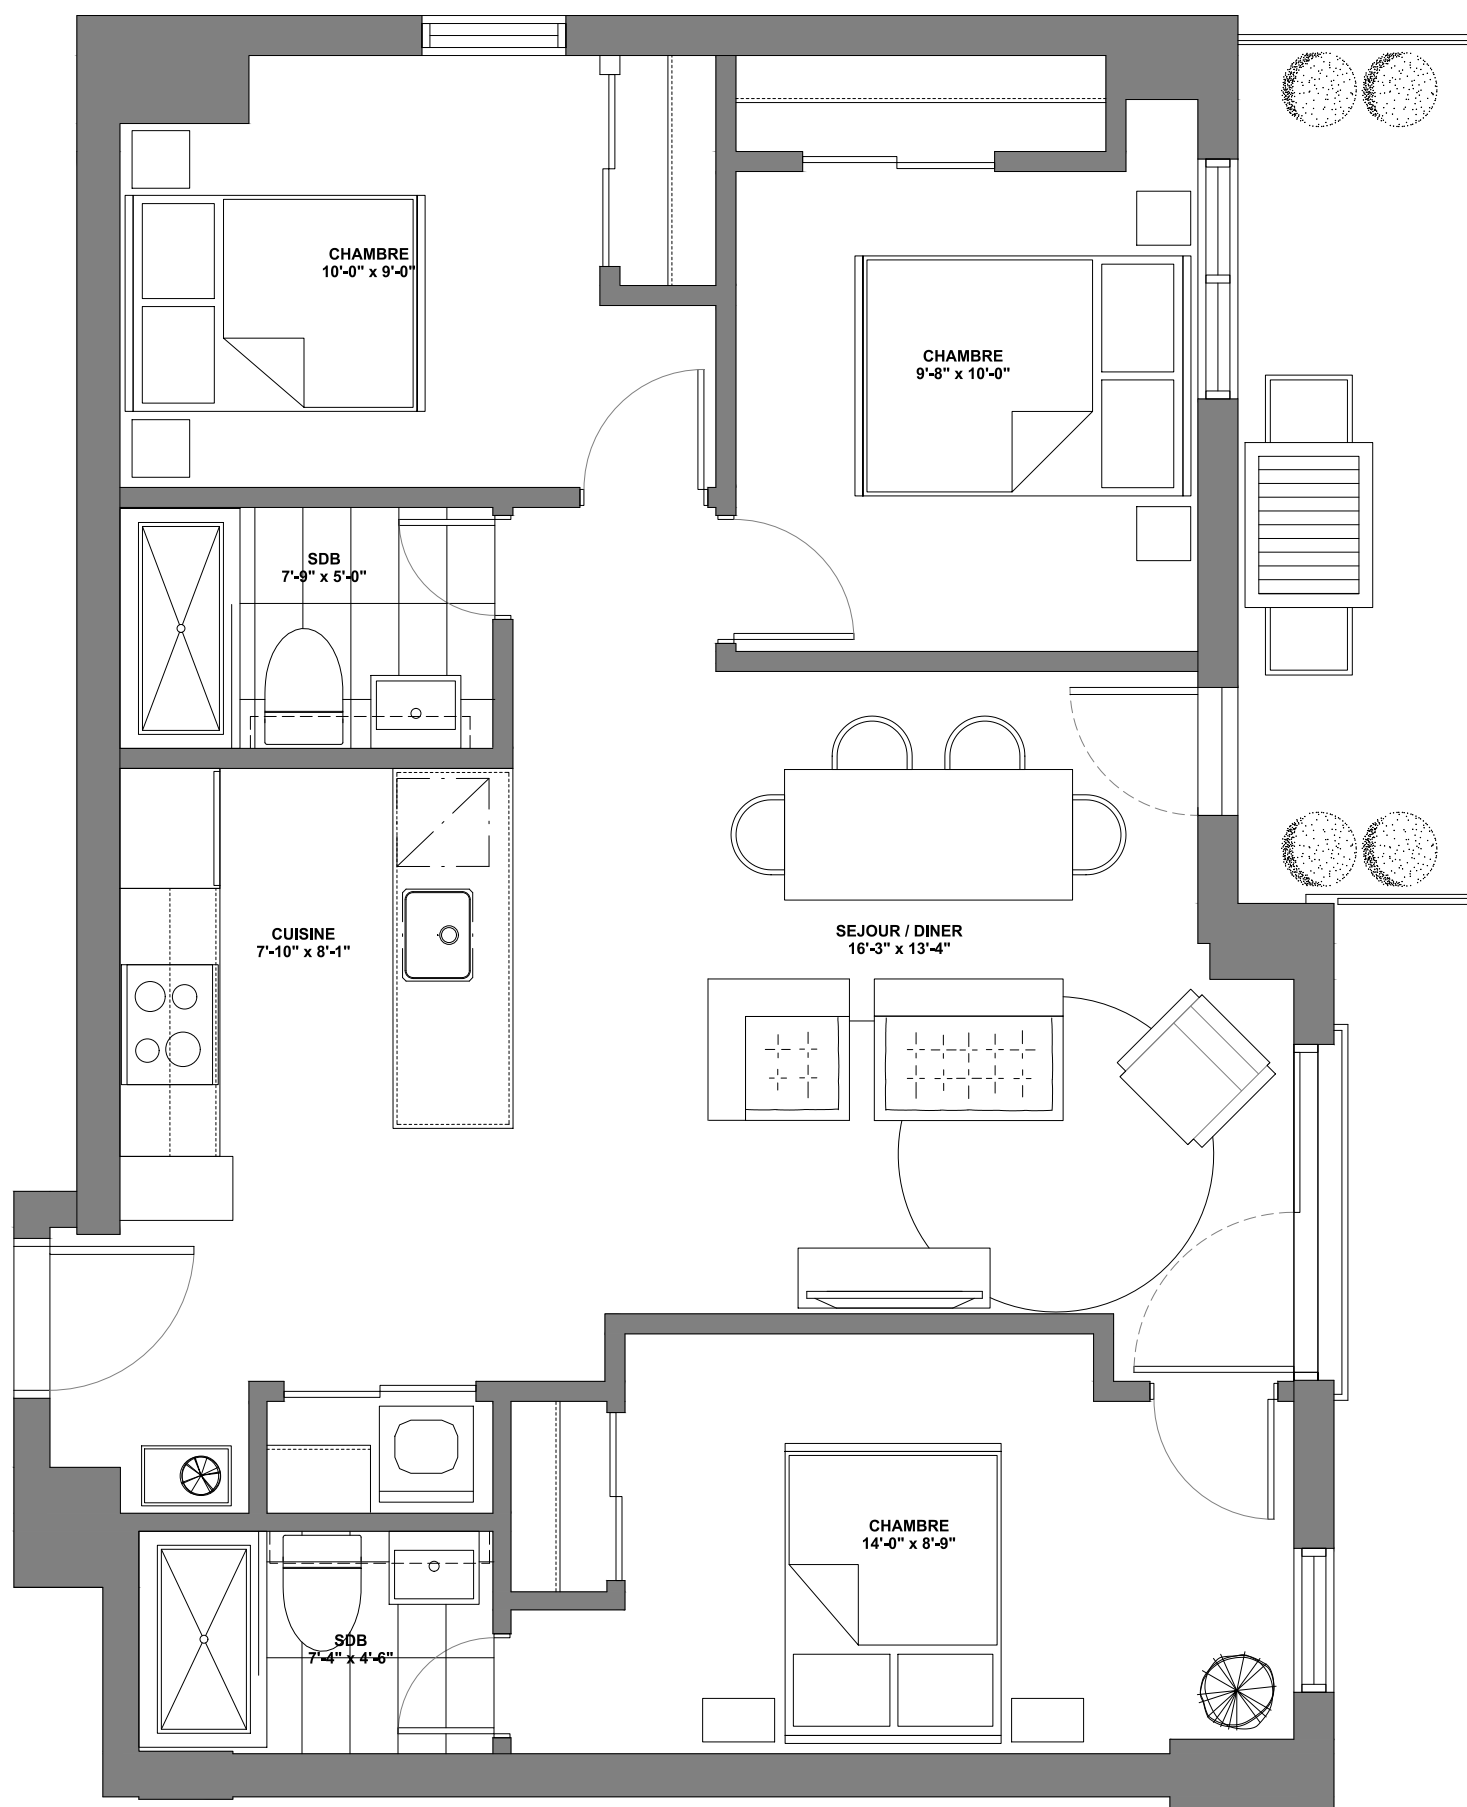 CHAMBRE
10'-0" x 9'-0"
CHAMBRE
9'-8" x 10'-0"
SDB
7'-9" x 5'-0"
CUISINE
7'-10" x 8'-1"
SEJOUR / DINER
16'-3" x 13'-4"
CHAMBRE
14'-0" x 8'-9"
SDB
7'-4" x 4'-6"